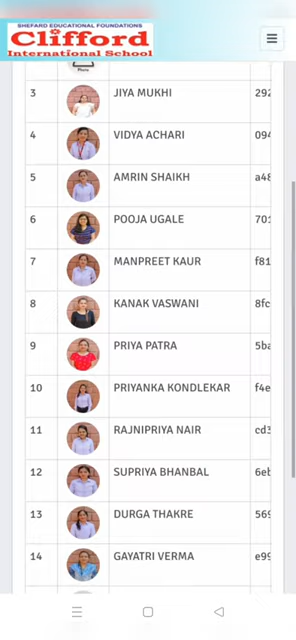 SHEFARD EDUCATIONAL FOUNDATIONS
Clifford
International School
Photo
3 JIYA MUKHI 292
4 VIDYA ACHARI 094
5 AMRIN SHAIKH a48
6 POOJA UGALE 701
7 MANPREET KAUR f81
8 KANAK VASWANI 8fc
9 PRIYA PATRA 5ba
10 PRIYANKA KONDLEKAR f4e
11 RAJNIPRIYA NAIR cd3
12 SUPRIYA BHANBAL 6eb
13 DURGA THAKRE 569
14 GAYATRI VERMA e99